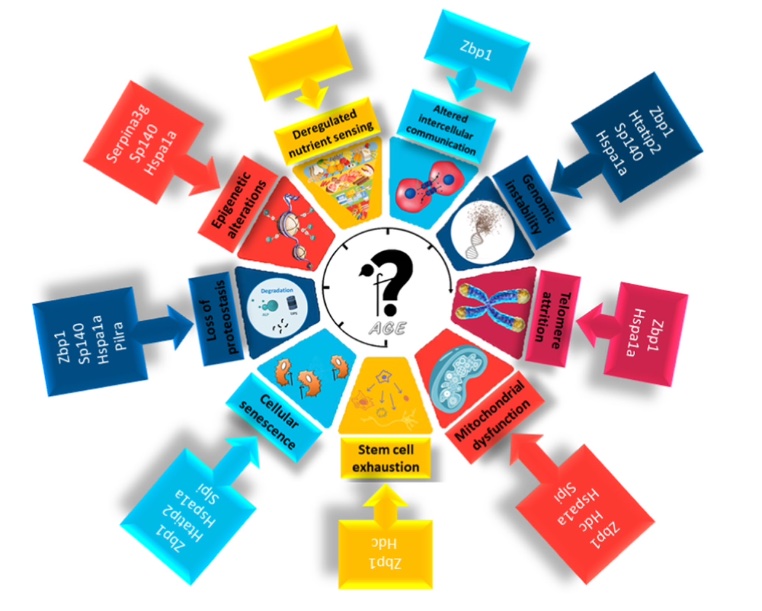 Zbp1
Altered
intercellular
communication
Zbp1
Htatip2
Sp140
Hspa1a
Genomic
instability
Zbp1
Hspa1a
Telomere
attrition
Zbp1
Hdc
Hspa1a
Slpi
Mitochondrial
dysfunction
Zbp1
Hdc
Stem cell
exhaustion
Zbp1
Htatip2
Hspa1a
Slpi
Cellular
senescence
Zbp1
Sp140
Hspa1a
Pilra
Loss of
proteostasis
Degradation
Serpina3g
Sp140
Hspa1a
Epigenetic
alterations
Deregulated
nutrient sensing
f?
AGE